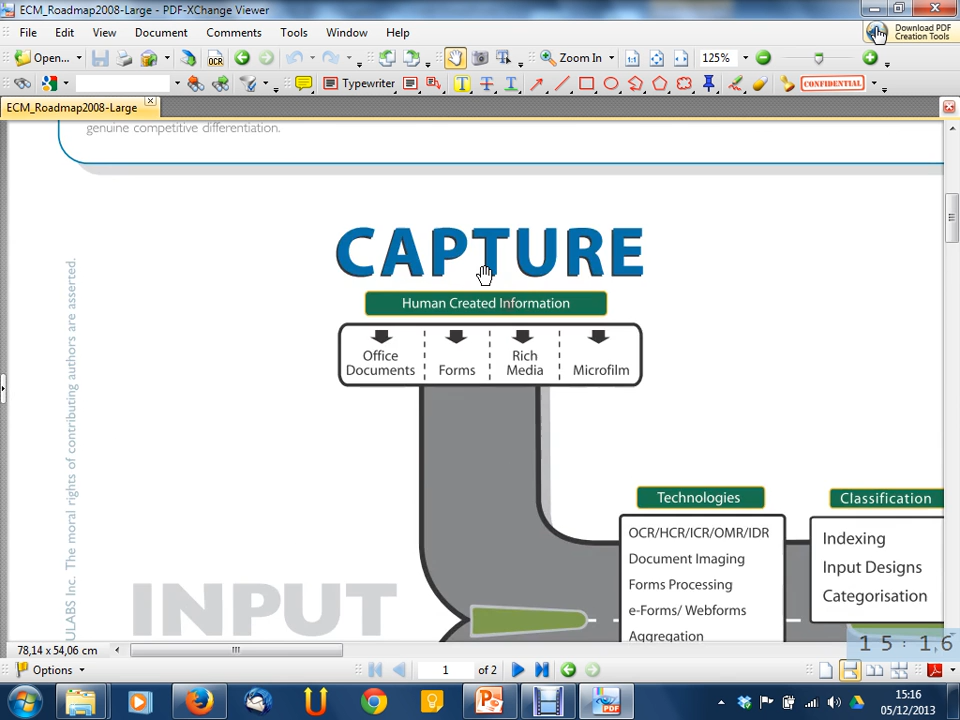 ECM_Roadmap2008-Large - PDF-XChange Viewer
File Edit View Document Comments Tools Window Help
Download PDF
Creation Tools
Open... OCR Zoom In 125%
Typewriter CONFIDENTIAL
ECM_Roadmap2008-Large
genuine competitive differentiation.
CAPTURE
Human Created Information
Office
Documents
Forms
Rich
Media
Microfilm
ULABS Inc. The moral rights of contributing authors are asserted.
Technologies
OCR/HCR/ICR/OMR/IDR
Document Imaging
Forms Processing
e-Forms/ Webforms
Aggregation
Classification
Indexing
Input Designs
Categorisation
INPUT
15:16
78,14 x 54,06 cm
Options 1 of 2
15:16
05/12/2013